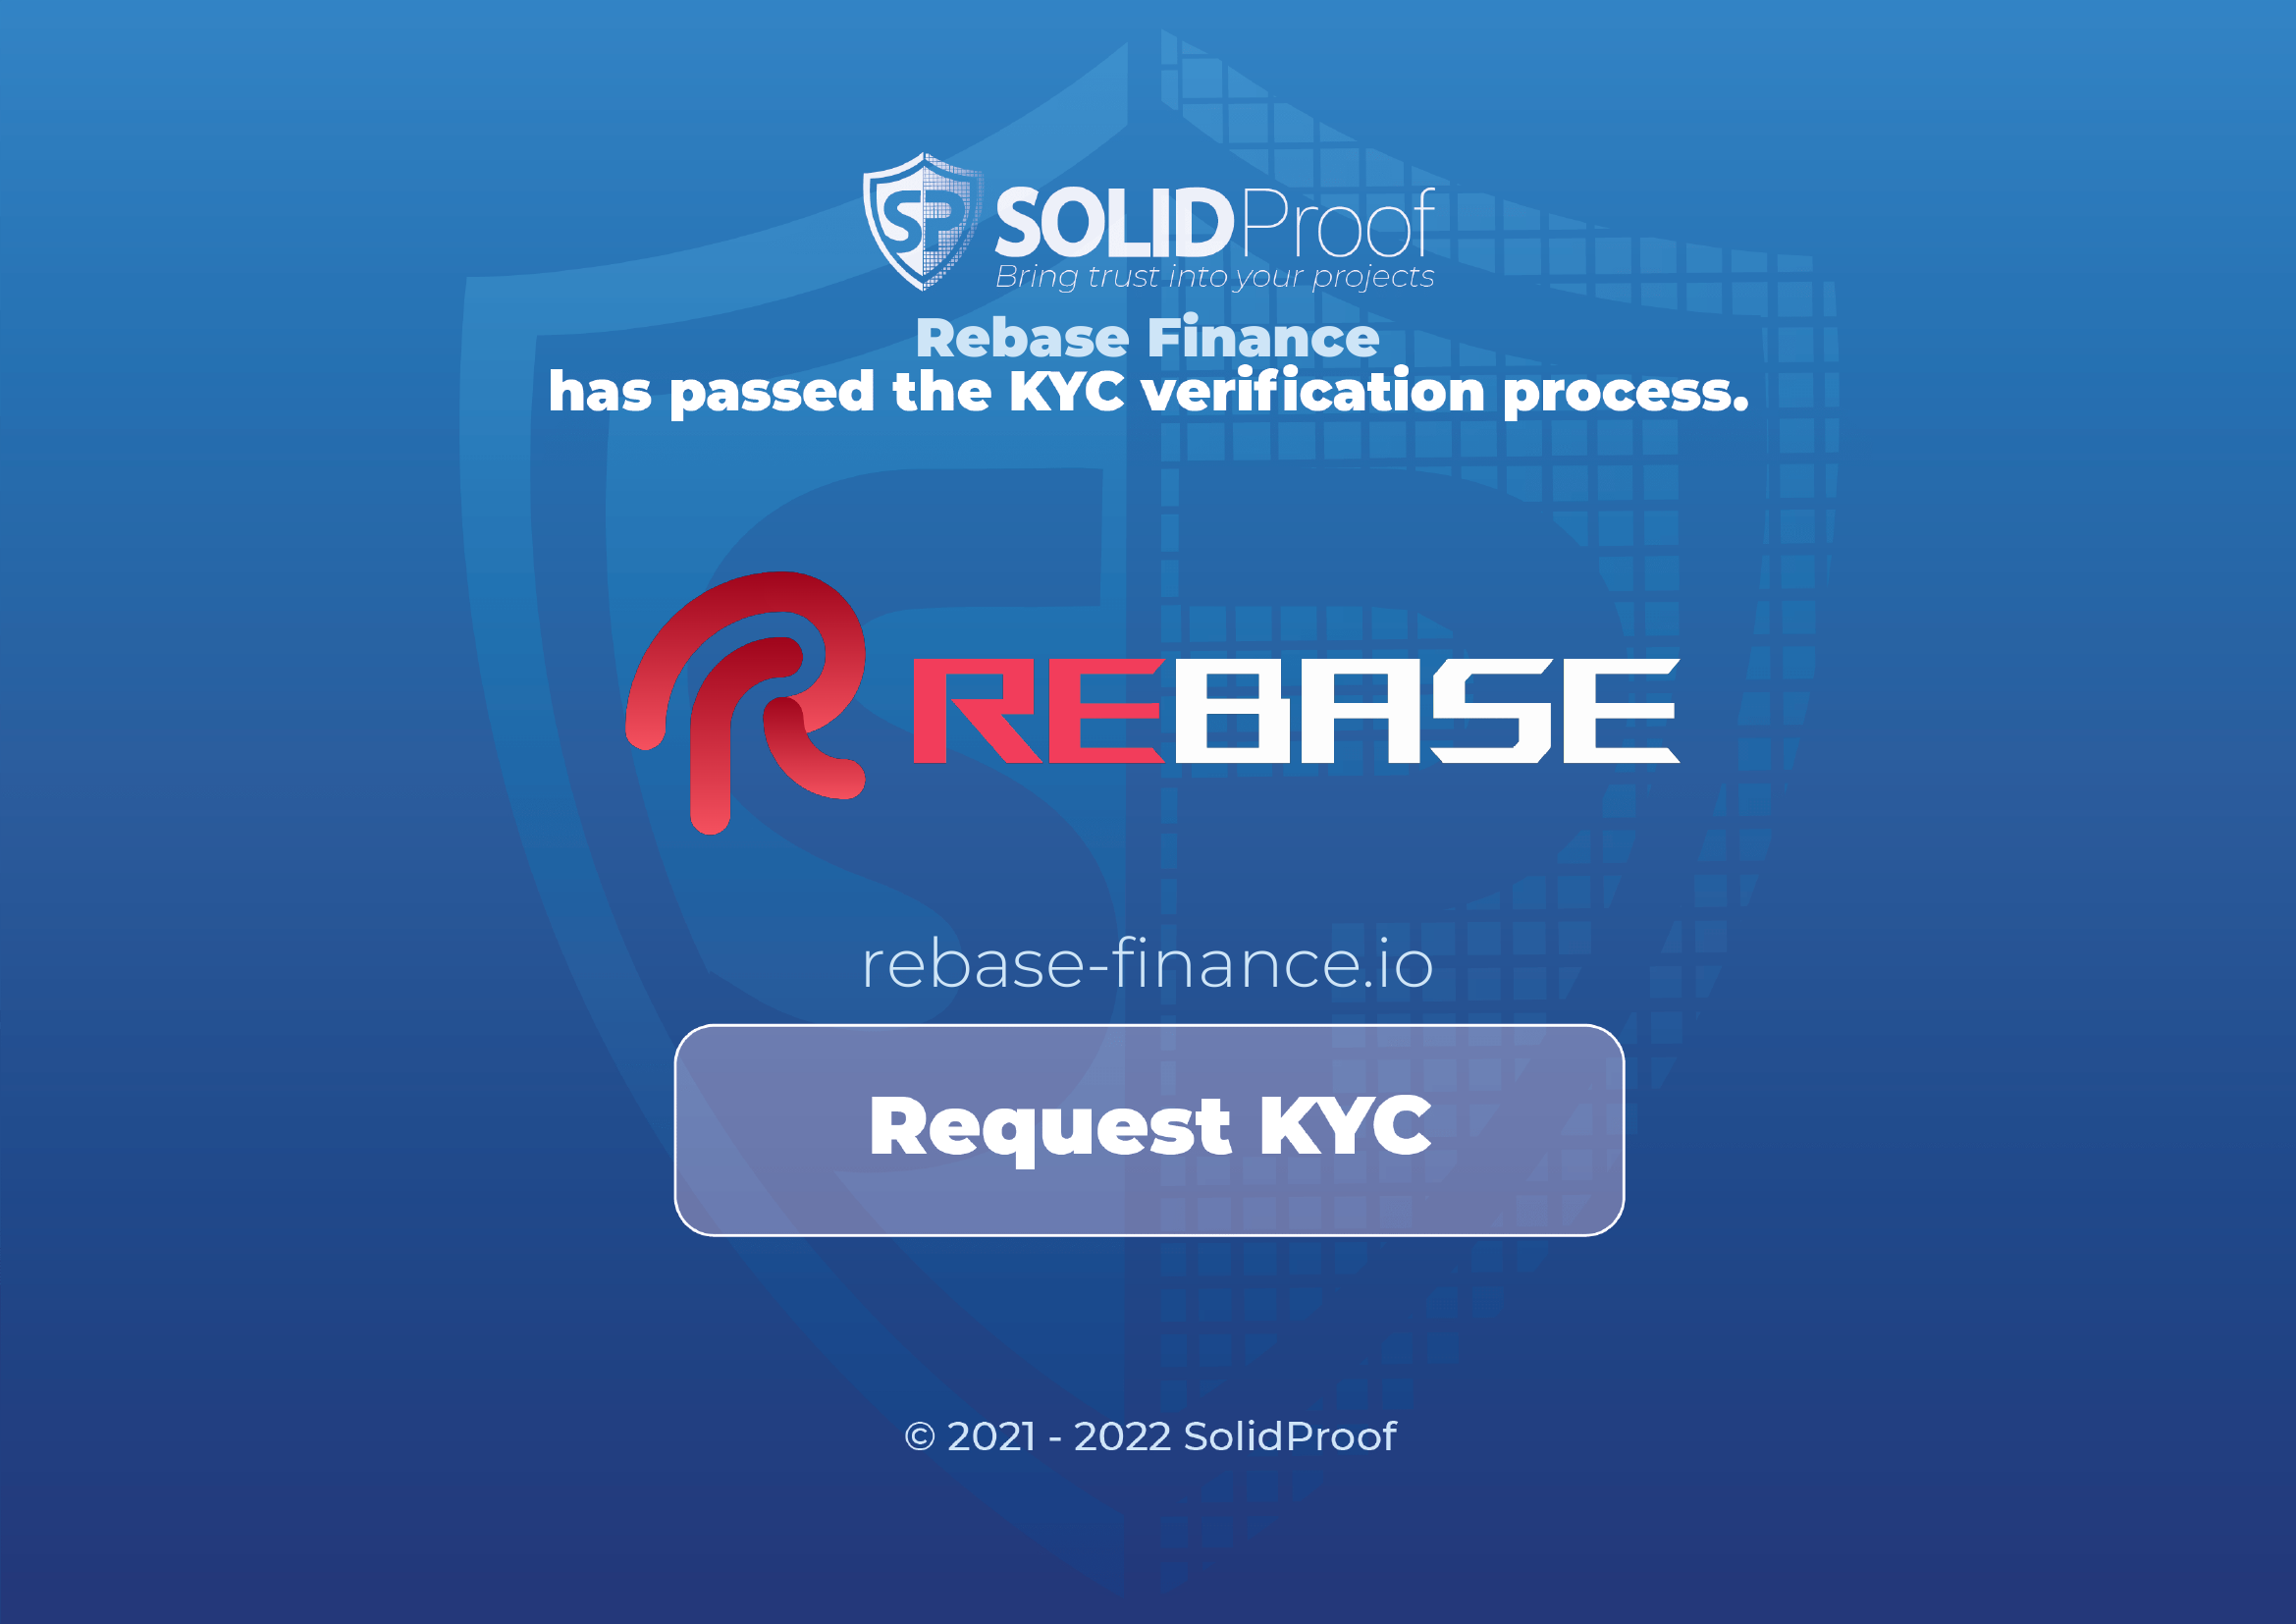 SOLIDProof
Bring trust into your projects
Rebase Finance
has passed the KYC verification process.
REBASE
rebase-finance.io
Request KYC
© 2021 - 2022 SolidProof